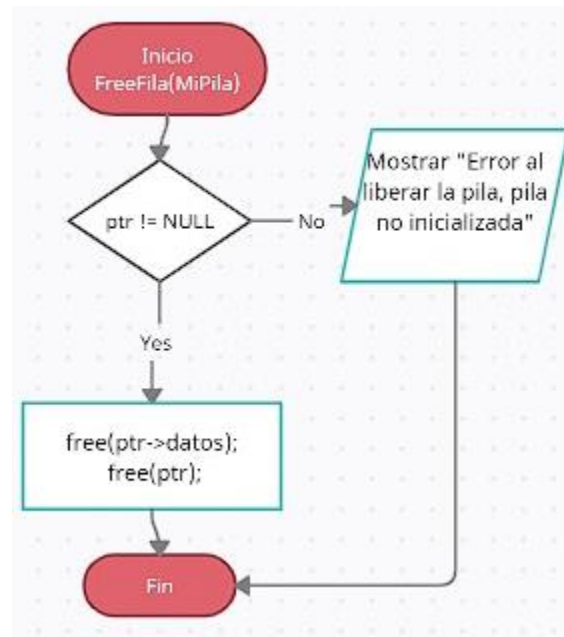 Inicio
FreeFila(MiPila)
ptr != NULL
No
Mostrar "Error al
liberar la pila, pila
no inicializada"
Yes
free(ptr->datos);
free(ptr);
Fin